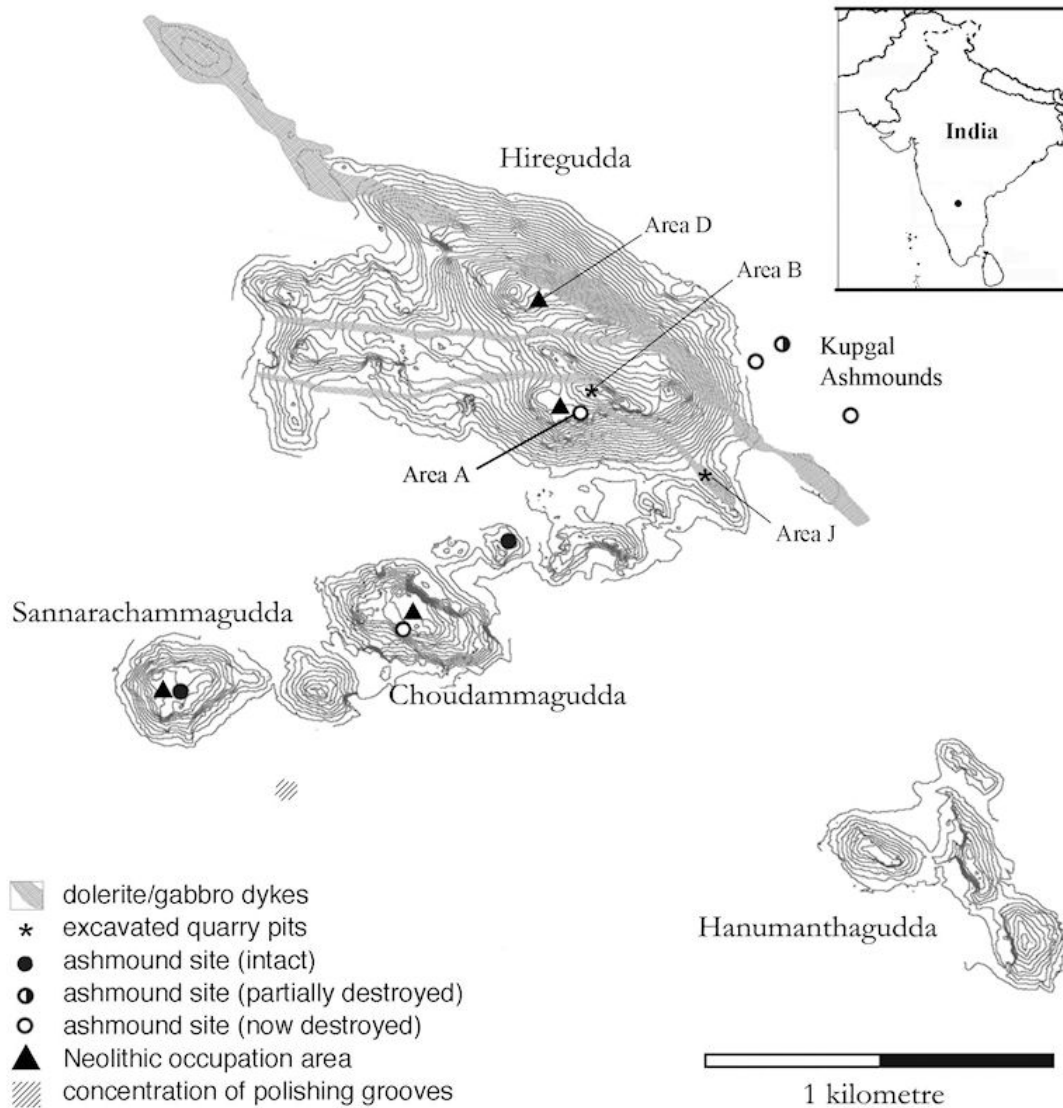 India
Hiregudda
Area D
Area B
Kupgal
Ashmounds
Area A
Area J
Sannarachammagudda
Choudammagudda
Hanumanthagudda
dolerite/gabbro dykes
* excavated quarry pits
ashmound site (intact)
ashmound site (partially destroyed)
ashmound site (now destroyed)
Neolithic occupation area
concentration of polishing grooves
1 kilometre